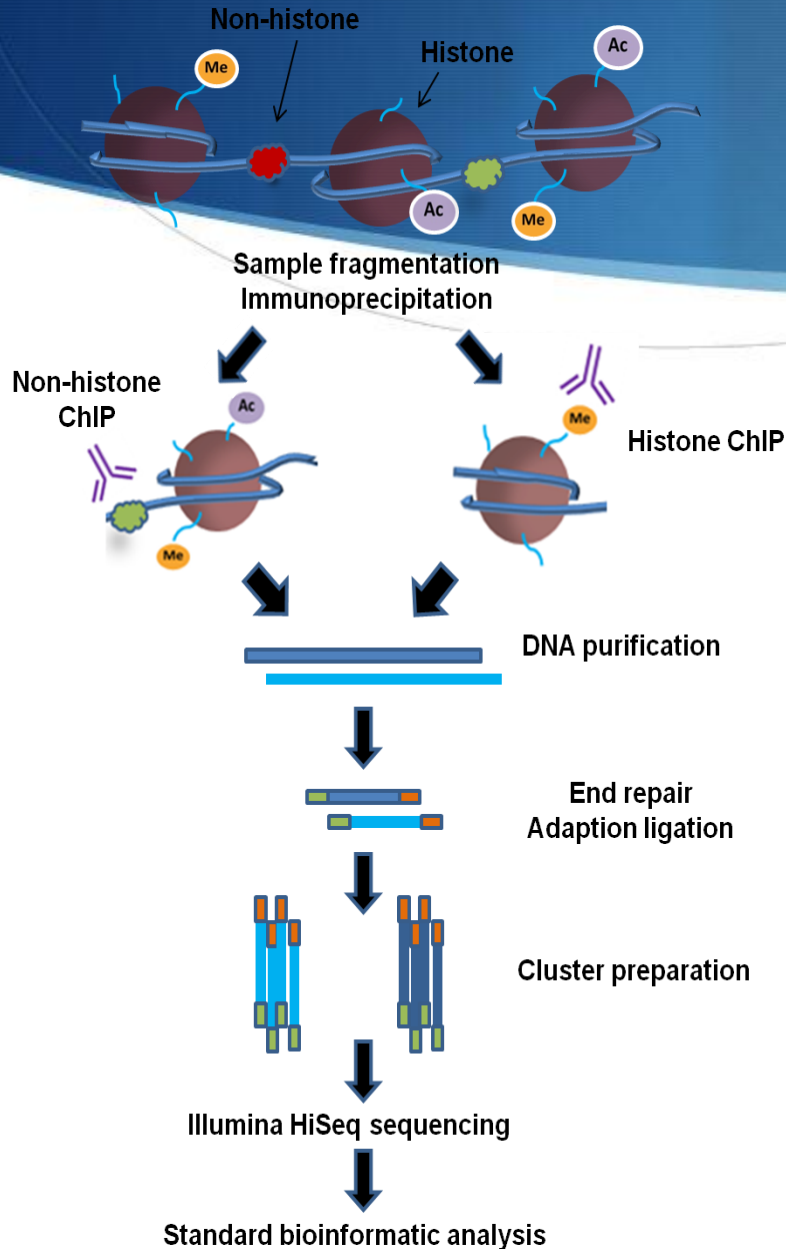 Non-histone
Histone
Me
Ac
Ac
Me
Sample fragmentation
Immunoprecipitation
Non-histone
ChIP
Ac
Me
Me
Histone ChIP
DNA purification
End repair
Adaption ligation
Cluster preparation
Illumina HiSeq sequencing
Standard bioinformatic analysis